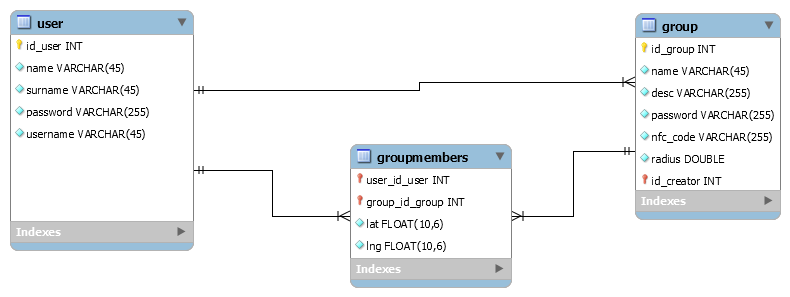 user
id_user INT
name VARCHAR(45)
surname VARCHAR(45)
password VARCHAR(255)
username VARCHAR(45)
Indexes
groupmembers
user_id_user INT
group_id_group INT
lat FLOAT(10,6)
lng FLOAT(10,6)
Indexes
group
id_group INT
name VARCHAR(45)
desc VARCHAR(255)
password VARCHAR(255)
nfc_code VARCHAR(255)
radius DOUBLE
id_creator INT
Indexes